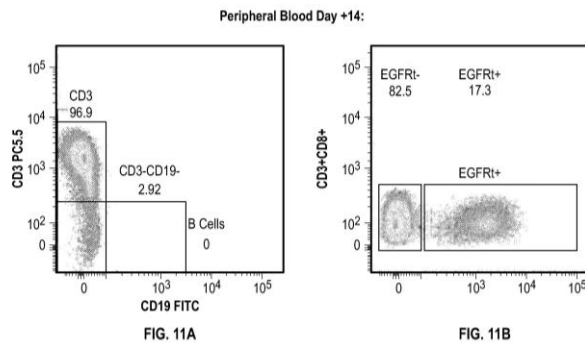 Peripheral Blood Day +14:
10⁵
10⁴
10³
10²
0
CD3 PC5.5
CD3
96.9
CD3-CD19-
2.92
B Cells
0
0
10³
10⁴
10⁵
CD19 FITC
FIG. 11A
10⁵
10⁴
10³
10²
0
CD3+CD8+
EGFRt- EGFRt+
82.5 17.3
EGFRt+
0
10³
10⁴
10⁵
FIG. 11B